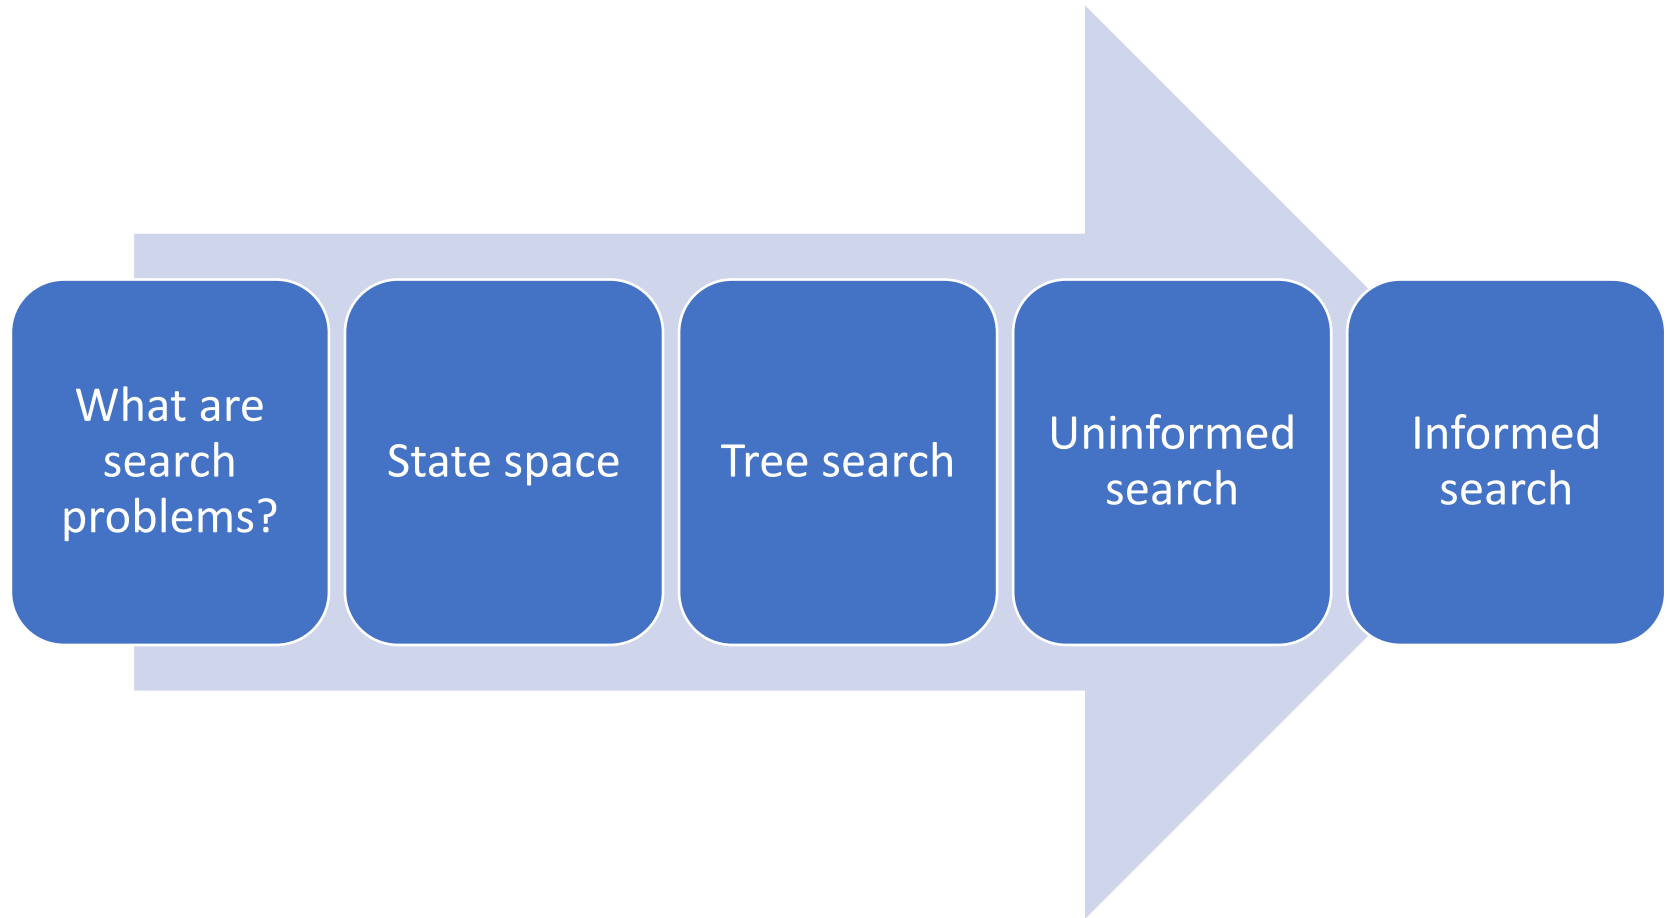 What are
search
problems?
State space
Tree search
Uninformed
search
Informed
search